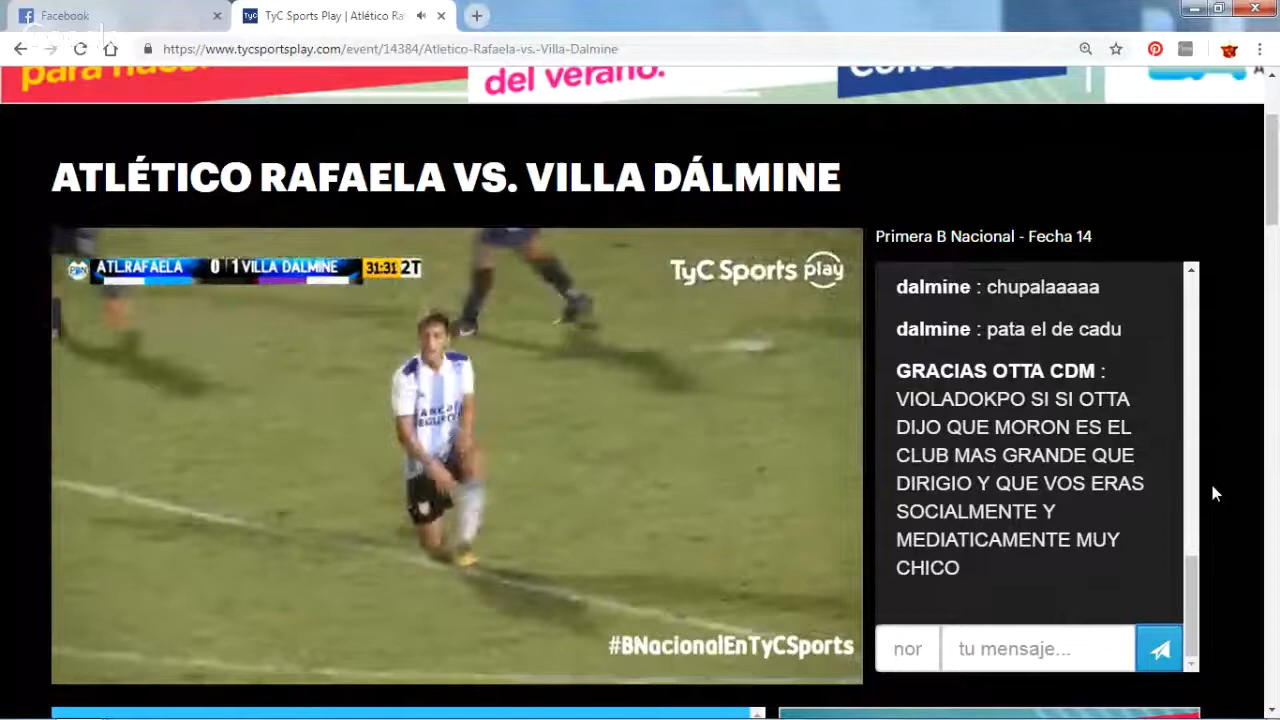 Facebook
TyC Sports Play | Atlético Ra
https://www.tycsportsplay.com/event/14384/Atletico-Rafaela-vs.-Villa-Dalmine
del verano.
ATLÉTICO RAFAELA VS. VILLA DÁLMINE
Primera B Nacional - Fecha 14
ATL.RAFAELA 0 1 VILLA DALMINE 31:31 2T
TyC Sports play
dalmine : chupalaaaaa
dalmine : pata el de cadu
GRACIAS OTTA CDM :
VIOLADOKPO SI SI OTTA
DIJO QUE MORON ES EL
CLUB MAS GRANDE QUE
DIRIGIO Y QUE VOS ERAS
SOCIALMENTE Y
MEDIATICAMENTE MUY
CHICO
#BNacionalEnTyCSports
nor
tu mensaje...